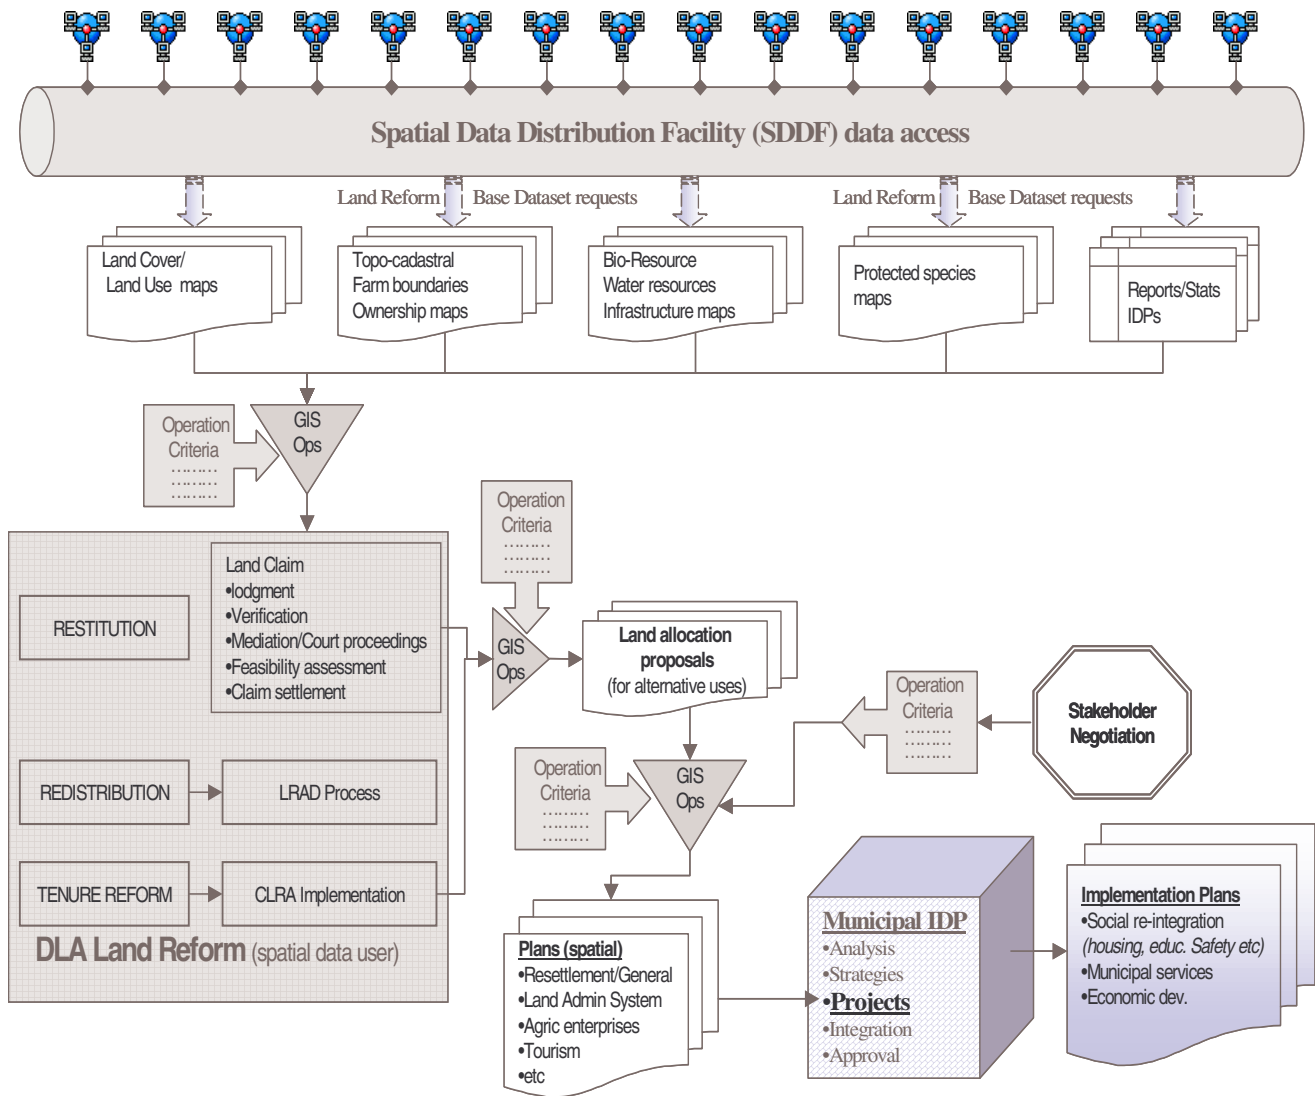 Spatial Data Distribution Facility (SDDF) data access
Land Reform
Base Dataset requests
Land Reform
Base Dataset requests
Land Cover/
Land Use maps
Topo-cadastral
Farm boundaries
Ownership maps
Bio-Resource
Water resources
Infrastructure maps
Protected species
maps
Reports/Stats
IDPs
Operation
Criteria
………
………
………
GIS
Ops
Operation
Criteria
………
………
………
Land Claim
•lodgment
•Verification
•Mediation/Court proceedings
•Feasibility assessment
•Claim settlement
RESTITUTION
GIS
Ops
Land allocation
proposals
(for alternative uses)
Operation
Criteria
………
………
………
Stakeholder
Negotiation
REDISTRIBUTION
LRAD Process
Operation
Criteria
………
………
………
GIS
Ops
TENURE REFORM
CLRA Implementation
DLA Land Reform (spatial data user)
Plans (spatial)
•Resettlement/General
•Land Admin System
•Agric enterprises
•Tourism
•etc
Municipal IDP
•Analysis
•Strategies
•Projects
•Integration
•Approval
Implementation Plans
•Social re-integration
(housing, educ. Safety etc)
•Municipal services
•Economic dev.